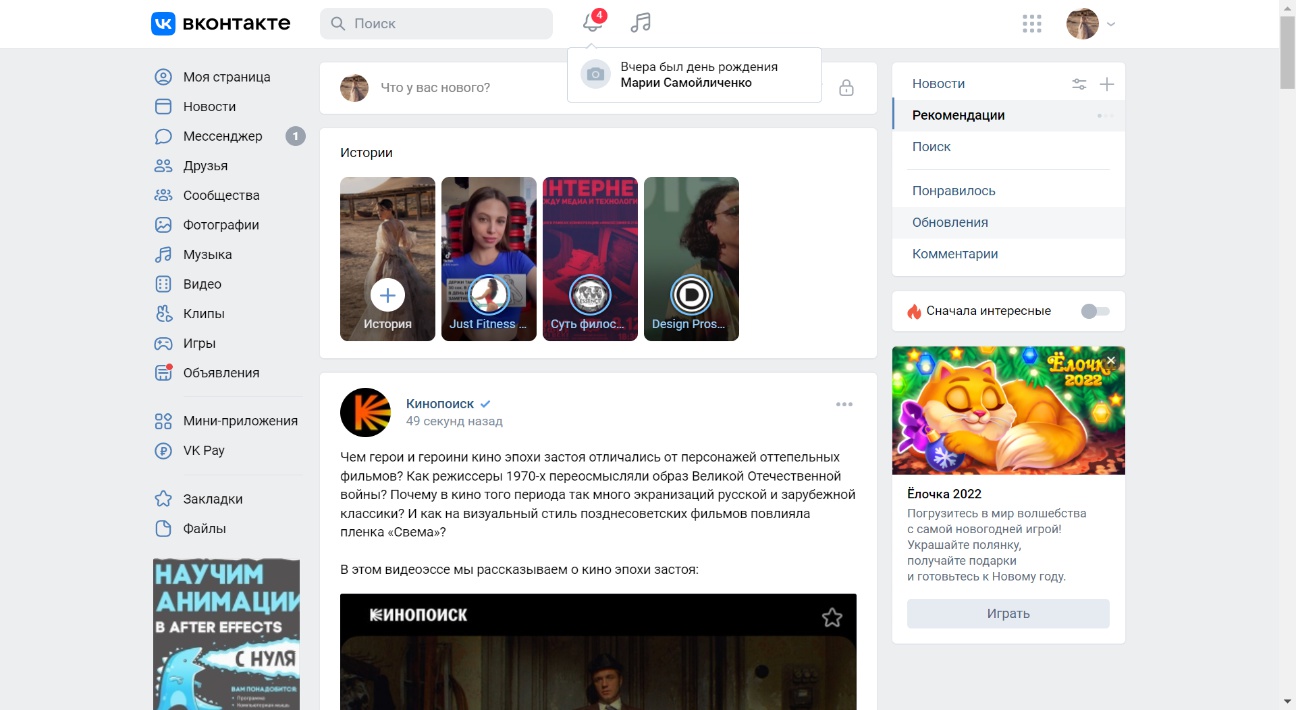 вконтакте
Поиск
4
Вчера был день рождения
Марии Самойличенко
Моя страница
Новости
Мессенджер
1
Друзья
Сообщества
Фотографии
Музыка
Видео
Клипы
Игры
Объявления
Мини-приложения
VK Pay
Закладки
Файлы
НАУЧИМ
АНИМАЦИИ
В AFTER EFFECTS
С НУЛЯ
ВАМ ПОНАДОБИТСЯ:
Что у вас нового?
Истории
История
Just Fitness ...
ИНТЕРНЕ
ЖДУ МЕДИА И ТЕХНОЛОГИ
Суть филос...
Design Pros...
Кинопоиск
49 секунд назад
Чем герои и героини кино эпохи застоя отличались от персонажей оттепельных
фильмов? Как режиссеры 1970-х переосмысляли образ Великой Отечественной
войны? Почему в кино того периода так много экранизаций русской и зарубежной
классики? И как на визуальный стиль позднесоветских фильмов повлияла
пленка «Свема»?
В этом видеоэссе мы рассказываем о кино эпохи застоя:
КИНОПОИСК
Новости
Рекомендации
Поиск
Понравилось
Обновления
Комментарии
Сначала интересные
Ёлочка
2022
Ёлочка 2022
Погрузитесь в мир волшебства
с самой новогодней игрой!
Украшайте полянку,
получайте подарки
и готовьтесь к Новому году.
Играть